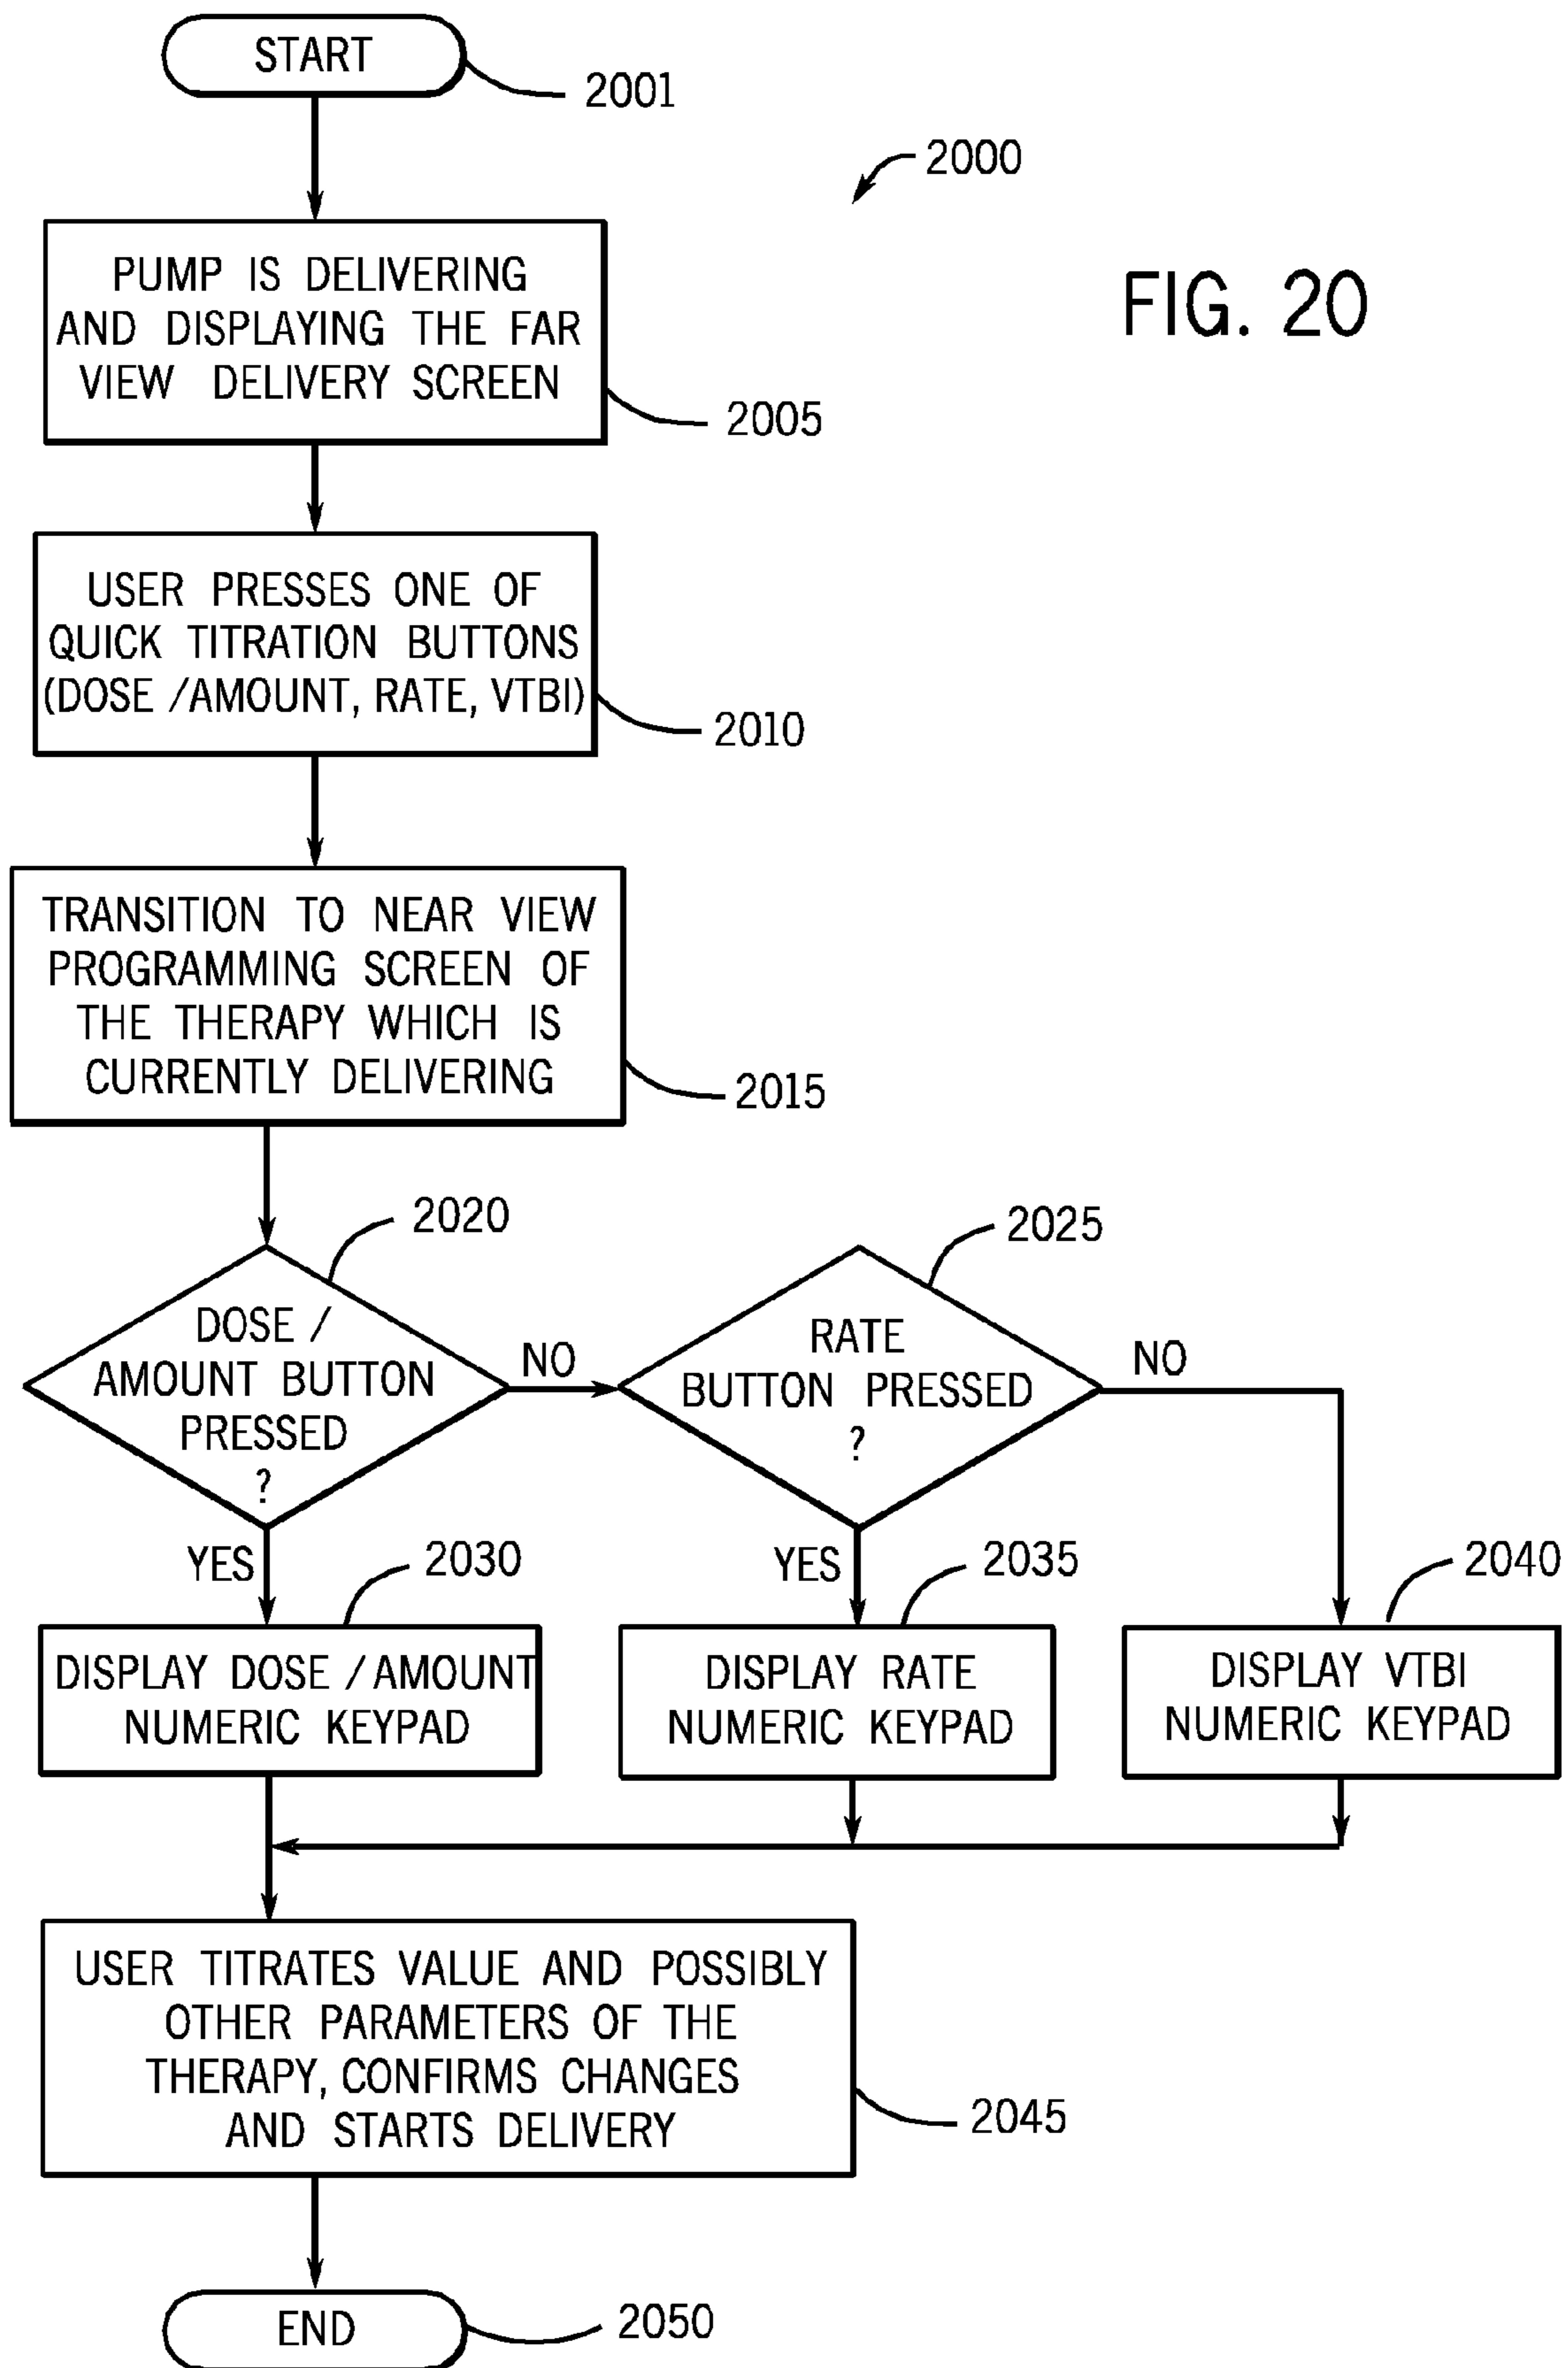 START
2001
2000
FIG. 20
PUMP IS DELIVERING
AND DISPLAYING THE FAR
VIEW DELIVERY SCREEN
2005
USER PRESSES ONE OF
QUICK TITRATION BUTTONS
(DOSE /AMOUNT, RATE, VTBI)
2010
TRANSITION TO NEAR VIEW
PROGRAMMING SCREEN OF
THE THERAPY WHICH IS
CURRENTLY DELIVERING
2015
2020
DOSE /
AMOUNT BUTTON
PRESSED
?
NO
YES
2025
RATE
BUTTON PRESSED
?
NO
YES
2030
DISPLAY DOSE /AMOUNT
NUMERIC KEYPAD
2035
DISPLAY RATE
NUMERIC KEYPAD
2040
DISPLAY VTBI
NUMERIC KEYPAD
USER TITRATES VALUE AND POSSIBLY
OTHER PARAMETERS OF THE
THERAPY, CONFIRMS CHANGES
AND STARTS DELIVERY
2045
END
2050